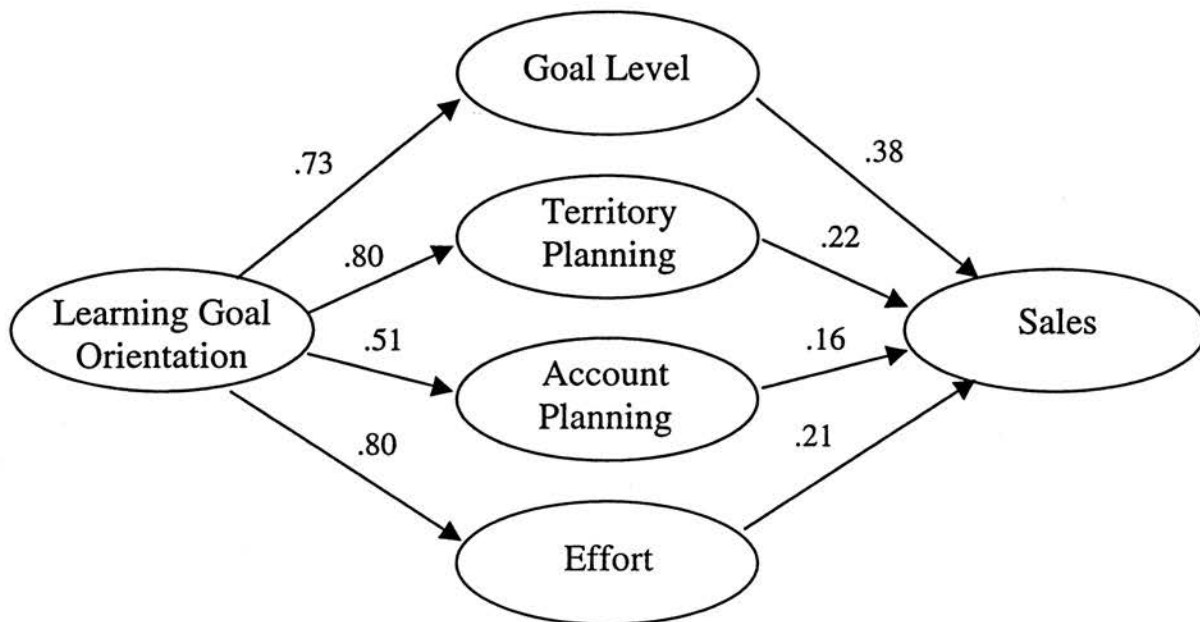 Goal Level
.73
.38
Territory
Planning
.80
.22
Learning Goal
Orientation
Sales
.51
.16
Account
Planning
.80
.21
Effort